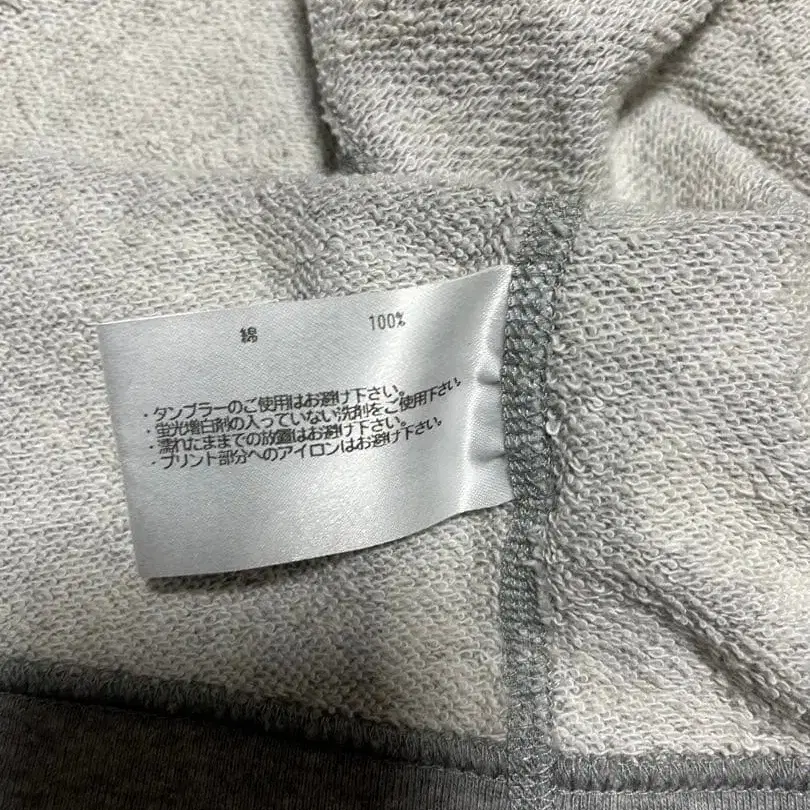 綿 100%
・タンブラーのご使用はお避け下さい。
・蛍光増白剤の入っていない洗剤をご使用下さい。
・濡れたままでの放置はお避け下さい。
・プリント部分へのアイロンはお避け下さい。